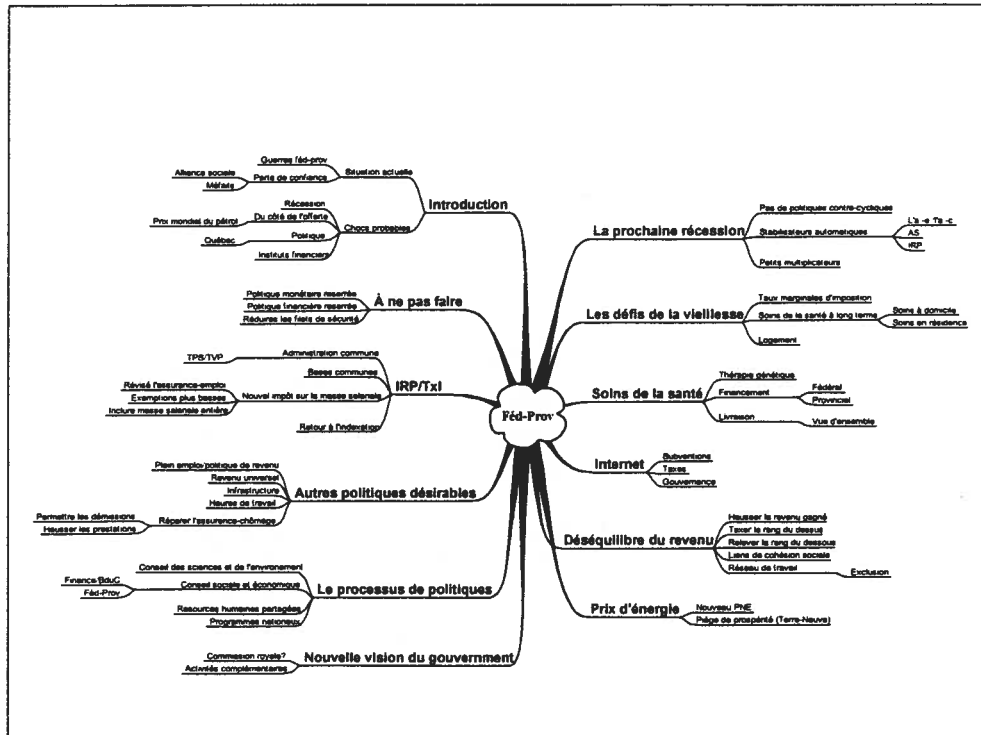 Guerres féd-prov
Situation actuelle
Alliance sociale
Perte de confiance
Méfaits
Introduction
Récession
Prix mondial du pétrol
Du côté de l'offerte
Chocs probables
Québec
Politique
Instituts financiers
Politique monétaire resserrée
À ne pas faire
Politique financière resserrée
Réduires les filets de sécurité
TPS/TVP
Administration commune
Bases communes
IRP/TxI
Révisé l'assurance-emploi
Exemptions plus basses
Nouvel impôt sur la masse salariale
Inclure masse salariale entière
Retour à l'indexation
Plein emploi/politique de revenu
Revenu universel
Infrastructure
Autres politiques désirables
Heures de travail
Permettre les démissions
Réparer l'assurance-chômage
Hausser les prestations
Conseil des sciences et de l'environement
Finance/BduC
Conseil sociale et économique
Féd-Prov
Le processus de politiques
Resources humaines partagées
Programmes nationaux
Commission royale?
Nouvelle vision du gouvernment
Activités complémentaires
Féd-Prov
La prochaine récession
Pas de politiques contre-cycliques
Stabilisateurs automatiques
AS
IRP
Petits multiplicateurs
Les défis de la vieillesse
Taux marginales d'imposition
Soins de la santé à long terme
Soins à domicile
Soins en résidence
Logement
Soins de la santé
Thérapie génétique
Financement
Fédéral
Provincial
Livraison
Vue d'ensemble
Internet
Subventions
Taxes
Gouvernance
Déséquilibre du revenu
Hausser le revenu gagné
Taxer le rang du dessus
Relever le rang du dessous
Liens de cohésion sociale
Réseau de travail
Exclusion
Prix d'énergie
Nouveau PNE
Piège de prospérité (Terre-Neuve)